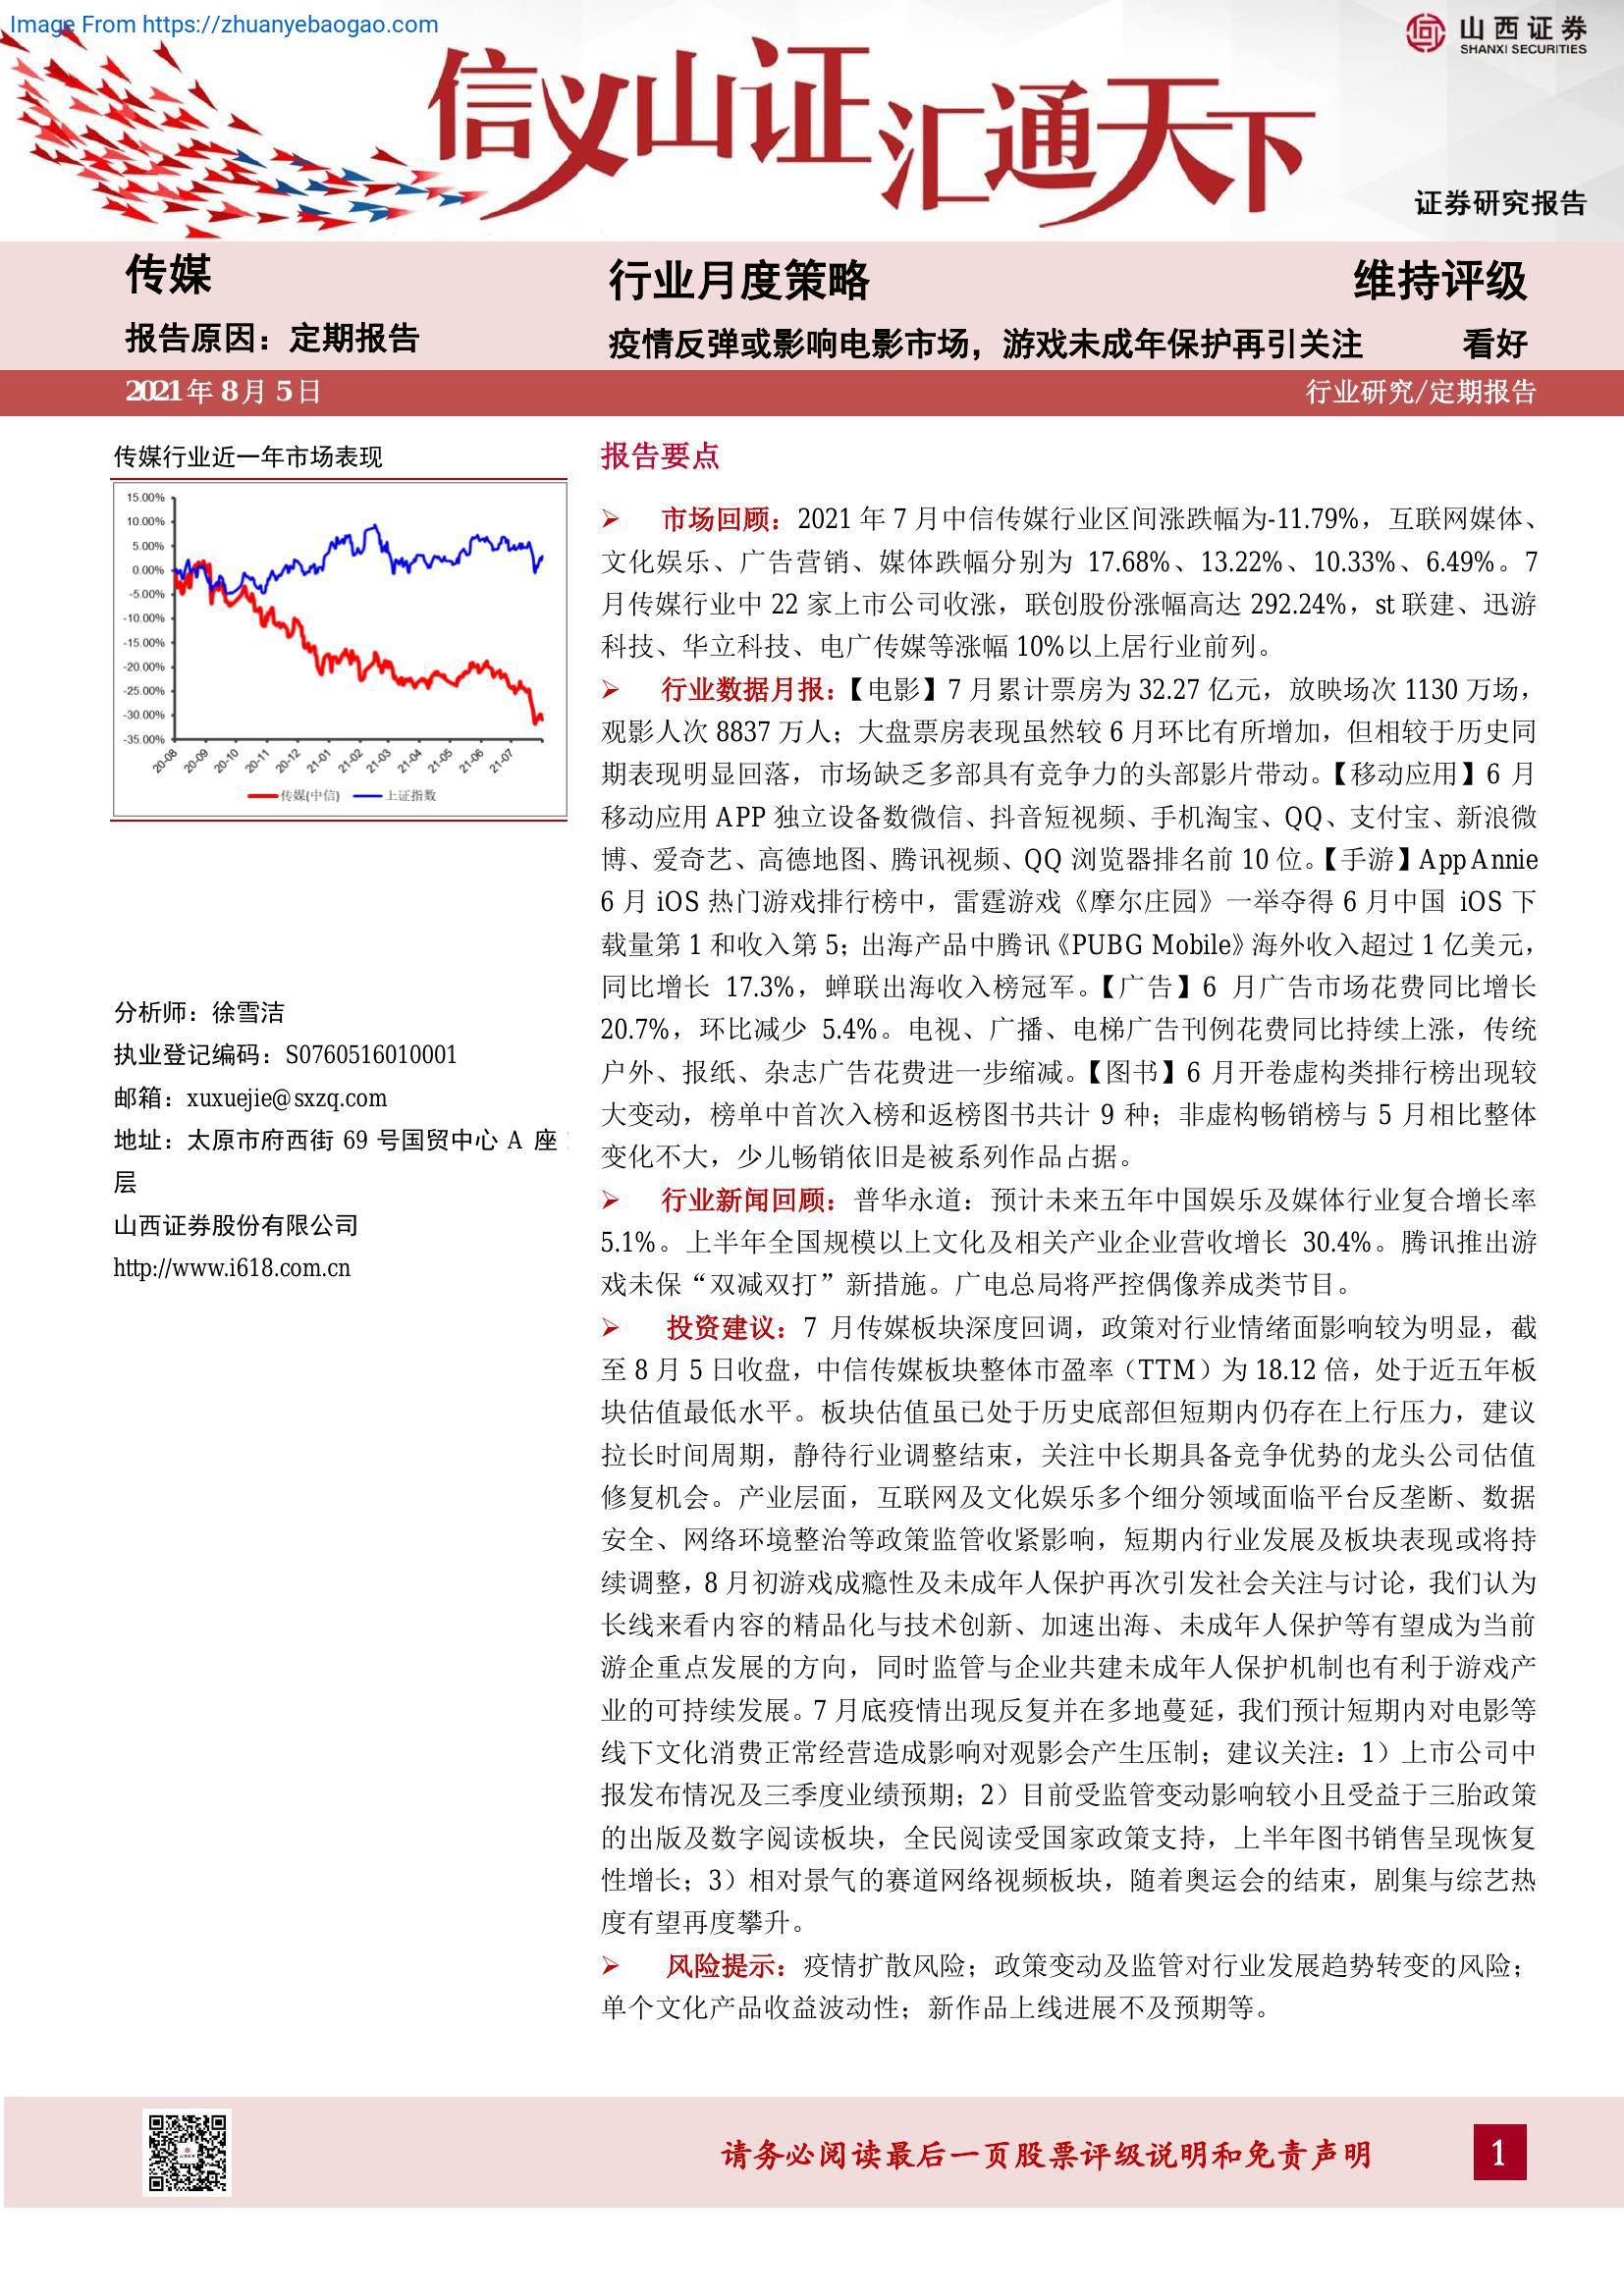 Image From https://zhuanyebaogao.com
山西证券
SHANXI SECURITIES
信义山证汇通天下
证券研究报告
传媒
行业月度策略
维持评级
报告原因：定期报告
疫情反弹或影响电影市场，游戏未成年保护再引关注
看好
2021年 8月 5日
行业研究/定期报告
传媒行业近一年市场表现
15.00%
10.00%
5.00%
0.00%
-5.00%
-10.00%
-15.00%
-20.00%
-25.00%
-30.00%
-35.00%
20-08 20-09 20-10 20-11 20-12 21-01 21-02 21-03 21-04 21-05 21-06 21-07
传媒(中信) 上证指数
分析师：徐雪洁
执业登记编码：S0760516010001
邮箱：xuxuejie@sxzq.com
地址：太原市府西街 69 号国贸中心 A 座
层
山西证券股份有限公司
http://www.i618.com.cn
报告要点
➢ 市场回顾：2021 年 7 月中信传媒行业区间涨跌幅为-11.79%，互联网媒体、
文化娱乐、广告营销、媒体跌幅分别为 17.68%、13.22%、10.33%、6.49%。7
月传媒行业中 22 家上市公司收涨，联创股份涨幅高达 292.24%，st 联建、迅游
科技、华立科技、电广传媒等涨幅 10%以上居行业前列。
➢ 行业数据月报：【电影】7 月累计票房为 32.27 亿元，放映场次 1130 万场，
观影人次 8837 万人；大盘票房表现虽然较 6 月环比有所增加，但相较于历史同
期表现明显回落，市场缺乏多部具有竞争力的头部影片带动。【移动应用】6 月
移动应用 APP 独立设备数微信、抖音短视频、手机淘宝、QQ、支付宝、新浪微
博、爱奇艺、高德地图、腾讯视频、QQ 浏览器排名前 10 位。【手游】App Annie
6 月 iOS 热门游戏排行榜中，雷霆游戏《摩尔庄园》一举夺得 6 月中国 iOS 下
载量第 1 和收入第 5；出海产品中腾讯《PUBG Mobile》海外收入超过 1 亿美元，
同比增长 17.3%，蝉联出海收入榜冠军。【广告】6 月广告市场花费同比增长
20.7%，环比减少 5.4%。电视、广播、电梯广告刊例花费同比持续上涨，传统
户外、报纸、杂志广告花费进一步缩减。【图书】6 月开卷虚构类排行榜出现较
大变动，榜单中首次入榜和返榜图书共计 9 种；非虚构畅销榜与 5 月相比整体
变化不大，少儿畅销依旧是被系列作品占据。
➢ 行业新闻回顾：普华永道：预计未来五年中国娱乐及媒体行业复合增长率
5.1%。上半年全国规模以上文化及相关产业企业营收增长 30.4%。腾讯推出游
戏未保“双减双打”新措施。广电总局将严控偶像养成类节目。
➢ 投资建议：7 月传媒板块深度回调，政策对行业情绪面影响较为明显，截
至 8 月 5 日收盘，中信传媒板块整体市盈率（TTM）为 18.12 倍，处于近五年板
块估值最低水平。板块估值虽已处于历史底部但短期内仍存在上行压力，建议
拉长时间周期，静待行业调整结束，关注中长期具备竞争优势的龙头公司估值
修复机会。产业层面，互联网及文化娱乐多个细分领域面临平台反垄断、数据
安全、网络环境整治等政策监管收紧影响，短期内行业发展及板块表现或将持
续调整，8 月初游戏成瘾性及未成年人保护再次引发社会关注与讨论，我们认为
长线来看内容的精品化与技术创新、加速出海、未成年人保护等有望成为当前
游企重点发展的方向，同时监管与企业共建未成年人保护机制也有利于游戏产
业的可持续发展。7 月底疫情出现反复并在多地蔓延，我们预计短期内对电影等
线下文化消费正常经营造成影响对观影会产生压制；建议关注：1）上市公司中
报发布情况及三季度业绩预期；2）目前受监管变动影响较小且受益于三胎政策
的出版及数字阅读板块，全民阅读受国家政策支持，上半年图书销售呈现恢复
性增长；3）相对景气的赛道网络视频板块，随着奥运会的结束，剧集与综艺热
度有望再度攀升。
➢ 风险提示：疫情扩散风险；政策变动及监管对行业发展趋势转变的风险；
单个文化产品收益波动性；新作品上线进展不及预期等。
请务必阅读最后一页股票评级说明和免责声明
1